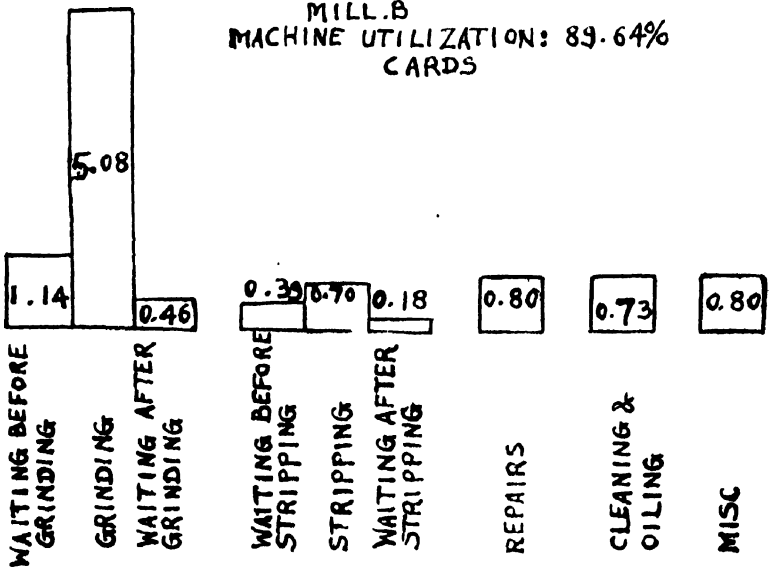 MILL.B
MACHINE UTILIZATION: 89.64%
CARDS
5.08
1.14
0.46
0.39
0.70
0.18
0.80
0.73
0.80
WAITING BEFORE
GRINDING
GRINDING
WAITING AFTER
GRINDING
WAITING BEFORE
STRIPPING
STRIPPING
WAITING AFTER
STRIPPING
REPAIRS
CLEANING &
OILING
MISC